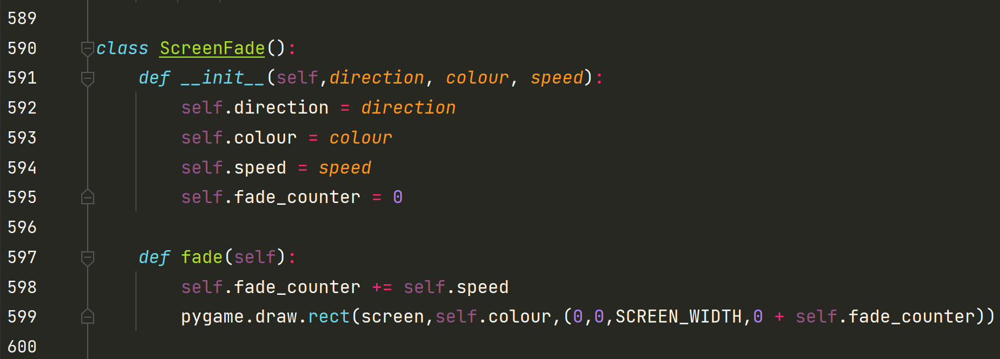 589
590 class ScreenFade():
591     def __init__(self,direction, colour, speed):
592         self.direction = direction
593         self.colour = colour
594         self.speed = speed
595         self.fade_counter = 0
596
597     def fade(self):
598         self.fade_counter += self.speed
599         pygame.draw.rect(screen,self.colour,(0,0,SCREEN_WIDTH,0 + self.fade_counter))
600